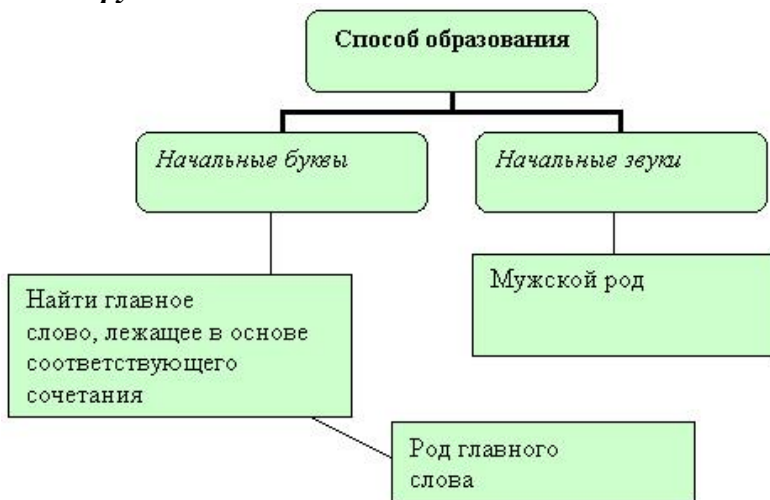 Способ образования
Начальные буквы
Начальные звуки
Найти главное
слово, лежащее в основе
соответствующего
сочетания
Мужской род
Род главного
слова